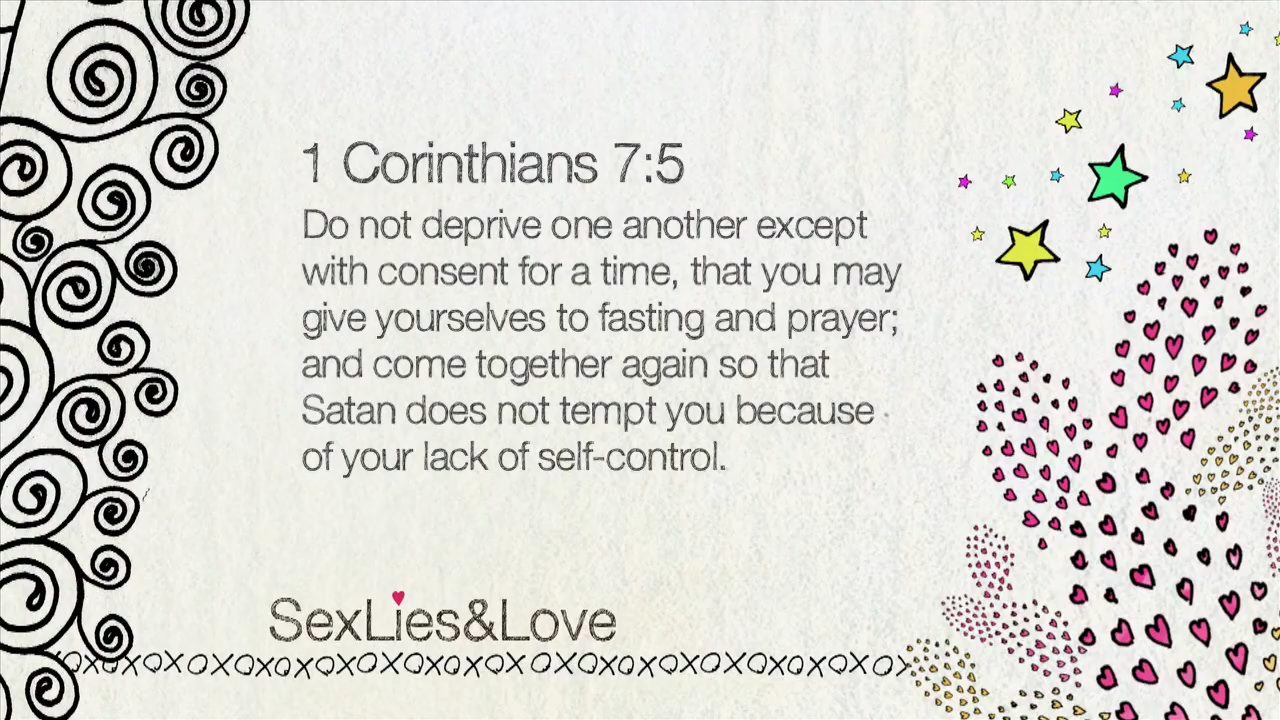 1 Corinthians 7:5
Do not deprive one another except
with consent for a time, that you may
give yourselves to fasting and prayer;
and come together again so that
Satan does not tempt you because
of your lack of self-control.
SexLies&Love
OXOXOXOXOXOXOXOXOXOXOXOXOXOXOXOXOXOXOX